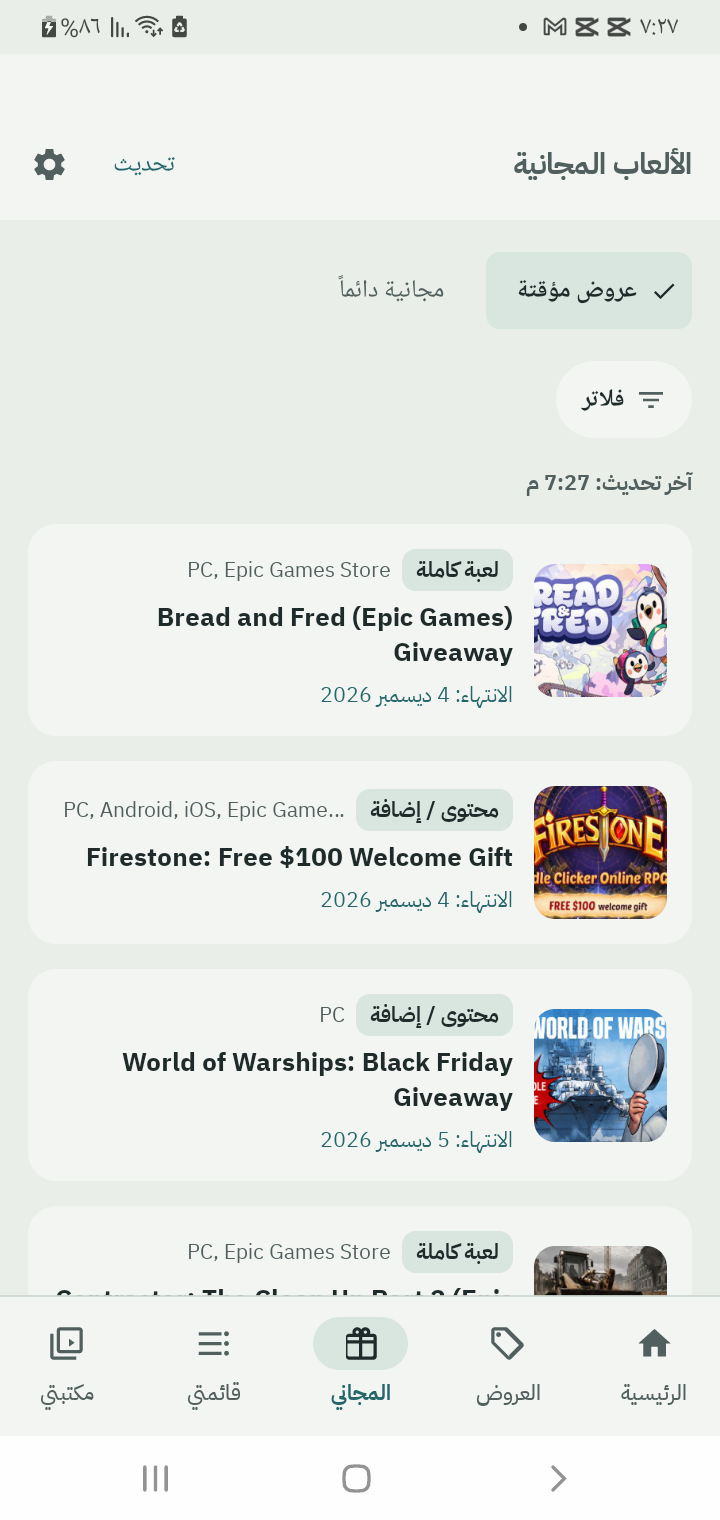 ٧:٢٧
%٨٦
الألعاب المجانية
تحديث
عروض مؤقتة
مجانية دائماً
فلاتر
آخر تحديث: 7:27 م
READ
&
FRED
لعبة كاملة
PC, Epic Games Store
Bread and Fred (Epic Games)
Giveaway
الانتهاء: 4 ديسمبر 2026
FIRESTONE
dle Clicker Online RPG
FREE $100 welcome gift
محتوى / إضافة
PC, Android, iOS, Epic Game...
Firestone: Free $100 Welcome Gift
الانتهاء: 4 ديسمبر 2026
WORLD OF WARS
محتوى / إضافة
PC
World of Warships: Black Friday
Giveaway
الانتهاء: 5 ديسمبر 2026
لعبة كاملة
PC, Epic Games Store
الرئيسية
العروض
المجاني
قائمتي
مكتبتي